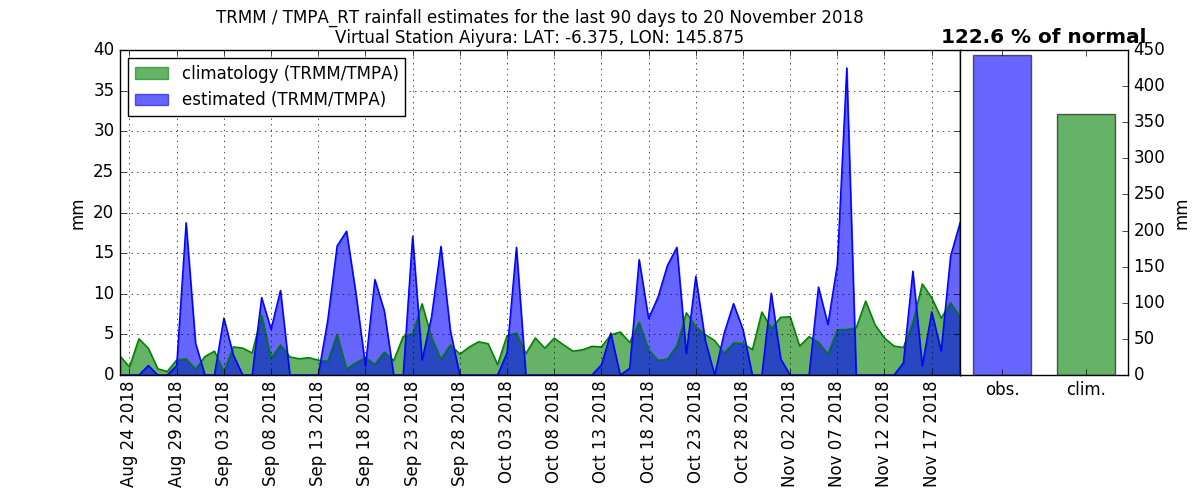 TRMM / TMPA_RT rainfall estimates for the last 90 days to 20 November 2018
Virtual Station Aiyura: LAT: -6.375, LON: 145.875
122.6 % of normal
climatology (TRMM/TMPA)
estimated (TRMM/TMPA)
mm
40
35
30
25
20
15
10
5
0
Aug 24 2018
Aug 29 2018
Sep 03 2018
Sep 08 2018
Sep 13 2018
Sep 18 2018
Sep 23 2018
Sep 28 2018
Oct 03 2018
Oct 08 2018
Oct 13 2018
Oct 18 2018
Oct 23 2018
Oct 28 2018
Nov 02 2018
Nov 07 2018
Nov 12 2018
Nov 17 2018
obs.
clim.
450
400
350
300
250
200
150
100
50
0
mm